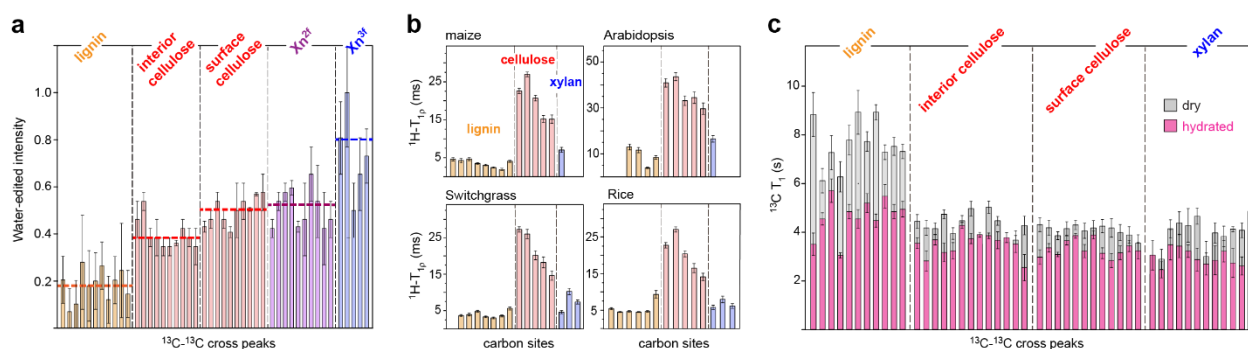 a
lignin
interior
cellulose
surface
cellulose
Xn²ᶠ
Xn³ᶠ
Water-edited intensity
1.0
0.8
0.6
0.4
0.2
¹³C-¹³C cross peaks
b
maize
Arabidopsis
cellulose
xylan
lignin
¹H-T₁ρ (ms)
25
15
5
50
30
10
Switchgrass
Rice
¹H-T₁ρ (ms)
25
15
5
25
15
5
carbon sites
carbon sites
c
lignin
interior cellulose
surface cellulose
xylan
dry
hydrated
¹³C T₁ (s)
10
8
6
4
2
¹³C-¹³C cross peaks